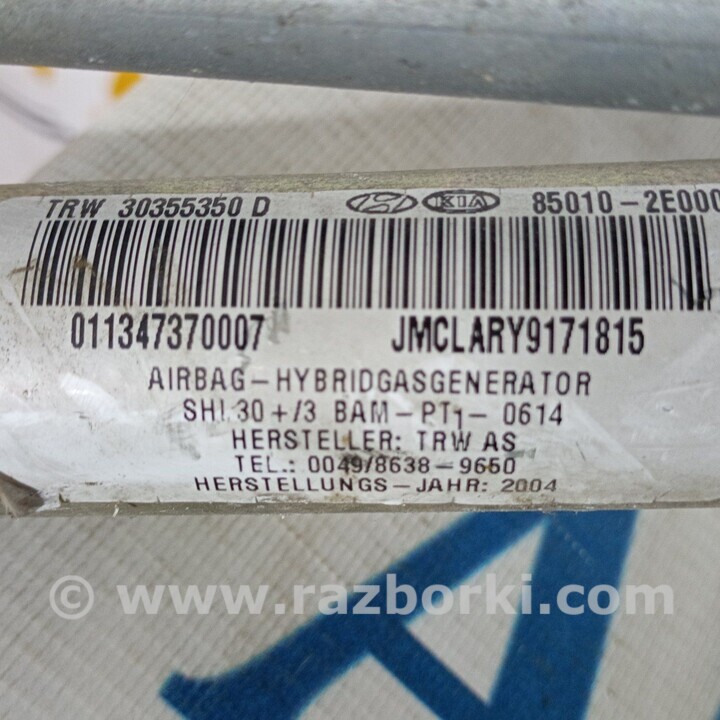 TRW 30355350 D KIA 85010-2E000
011347370007 JMCLARY9171815
AIRBAG-HYBRIDGASGENERATOR
SHI 30+/3 BAM-PT1-0614
HERSTELLER: TRW AS
TEL.: 0049/8638-9650
HERSTELLUNGS-JAHR: 2004
© www.razborki.com
A